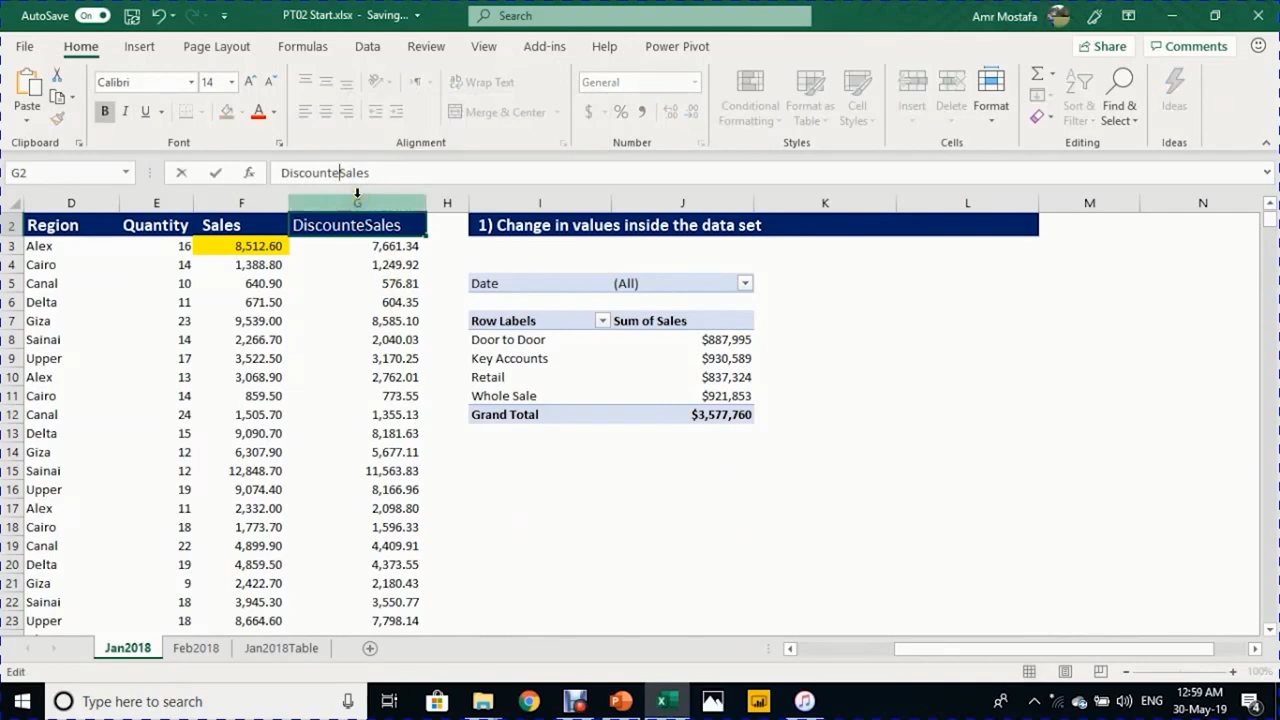 AutoSave On PT02 Start.xlsx - Saving... Search Amr Mostafa
File Home Insert Page Layout Formulas Data Review View Add-ins Help Power Pivot Share Comments
Paste Calibri 14 Wrap Text General Conditional Format as Cell Insert Delete Format Sort & Find & Ideas
B I U A Merge & Center $ % Formatting Table Styles Filter Select
Clipboard Font Alignment Number Styles Cells Editing Ideas
G2 fx DiscounteSales
D E F G H I J K L M N
2 Region Quantity Sales DiscounteSales 1) Change in values inside the data set
3 Alex 16 8,512.60 7,661.34
4 Cairo 14 1,388.80 1,249.92
5 Canal 10 640.90 576.81 Date (All)
6 Delta 11 671.50 604.35
7 Giza 23 9,539.00 8,585.10 Row Labels Sum of Sales
8 Sainai 14 2,266.70 2,040.03 Door to Door $887,995
9 Upper 17 3,522.50 3,170.25 Key Accounts $930,589
10 Alex 13 3,068.90 2,762.01 Retail $837,324
11 Cairo 14 859.50 773.55 Whole Sale $921,853
12 Canal 24 1,505.70 1,355.13 Grand Total $3,577,760
13 Delta 15 9,090.70 8,181.63
14 Giza 12 6,307.90 5,677.11
15 Sainai 12 12,848.70 11,563.83
16 Upper 19 9,074.40 8,166.96
17 Alex 11 2,332.00 2,098.80
18 Cairo 18 1,773.70 1,596.33
19 Canal 22 4,899.90 4,409.91
20 Delta 19 4,859.50 4,373.55
21 Giza 9 2,422.70 2,180.43
22 Sainai 18 3,945.30 3,550.77
23 Upper 18 8,664.60 7,798.14
Jan2018 Feb2018 Jan2018Table
Edit 100%
Type here to search ENG 12:59 AM
30-May-19 4